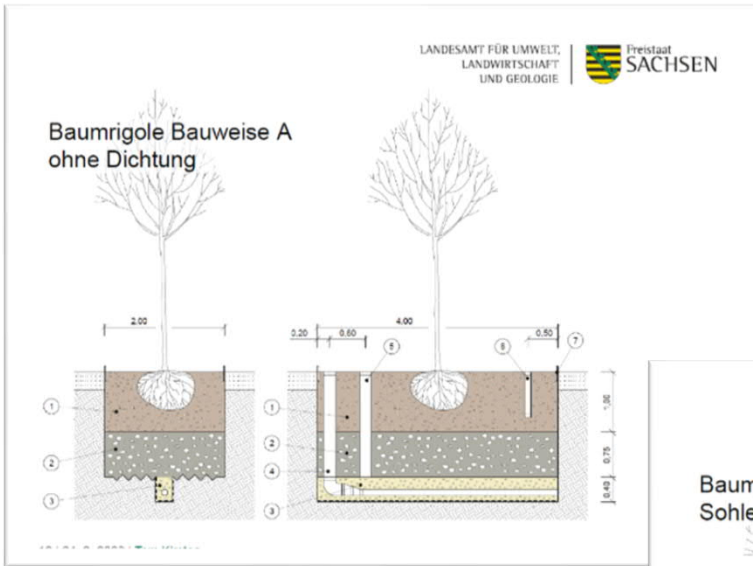 LANDESAMT FÜR UMWELT,
LANDWIRTSCHAFT
UND GEOLOGIE
Freistaat
SACHSEN
Baumrigole Bauweise A
ohne Dichtung
2.00
4.00
0.20
0.60
0.50
5
6
7
1
2
3
1
2
4
3
1,00
0.75
0.40
Baum
Sohle